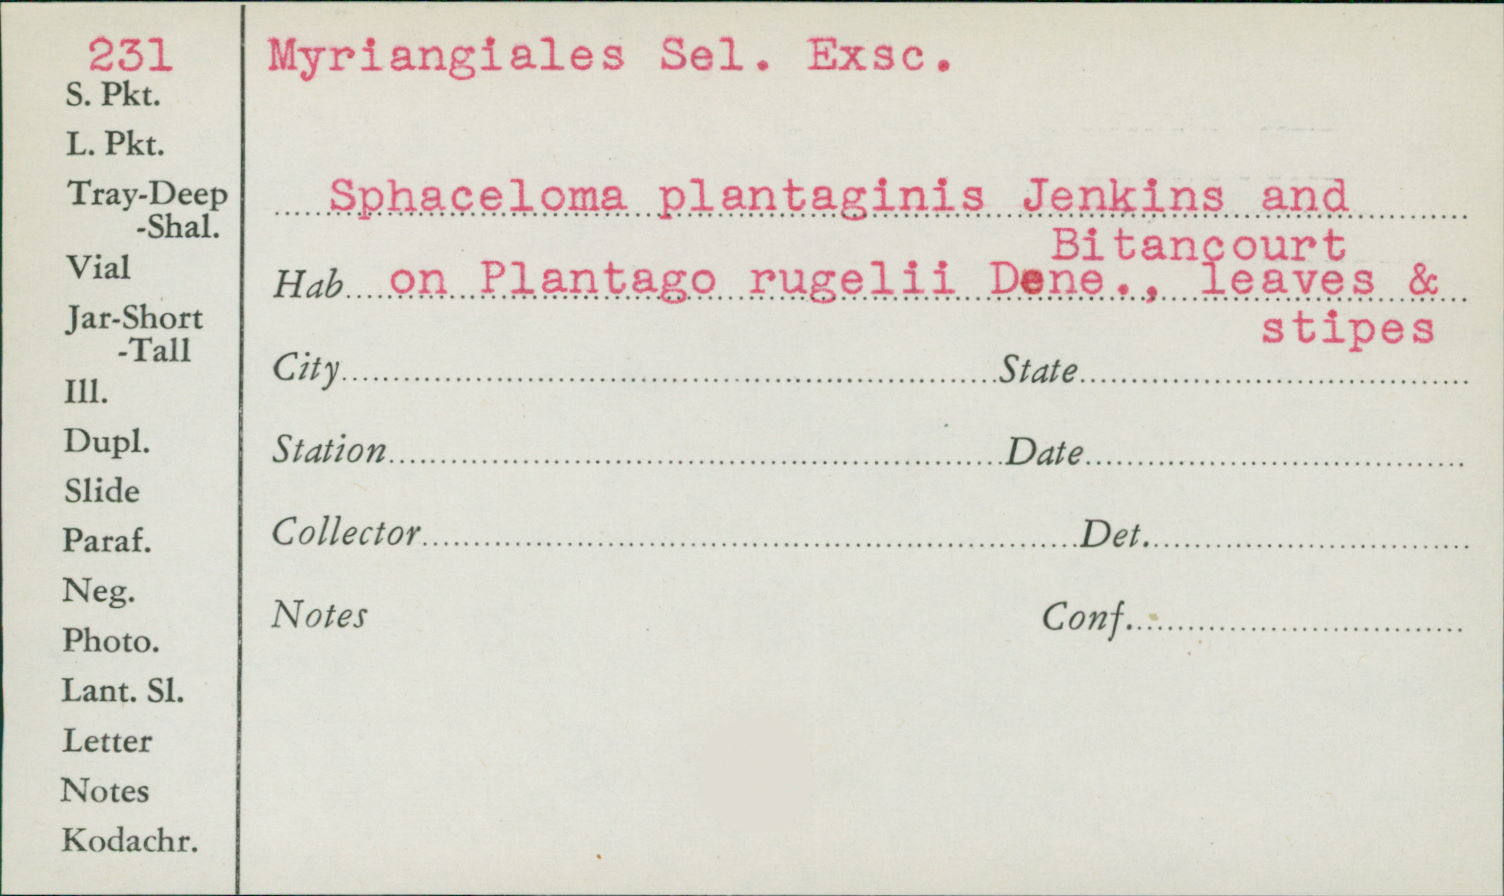 231
Myriangiales Sel. Exsc.
S. Pkt.
L. Pkt.
Tray-Deep
-Shal.
Vial
Jar-Short
-Tall
Ill.
Dupl.
Slide
Paraf.
Neg.
Photo.
Lant. Sl.
Letter
Notes
Kodachr.
Sphaceloma plantaginis Jenkins and
Bitancourt
Hab on Plantago rugelii Dene., leaves &
stipes
City State
Station Date
Collector Det.
Notes Conf.